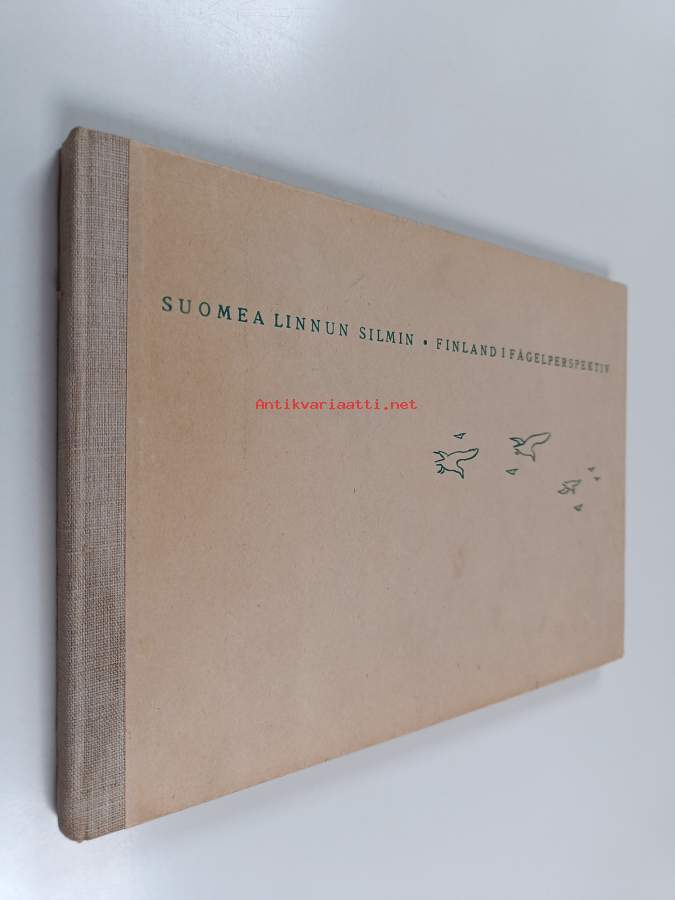 SUOMEA LINNUN SILMIN • FINLAND I FÅGELPERSPEKTIV
Antikvariaatti.net